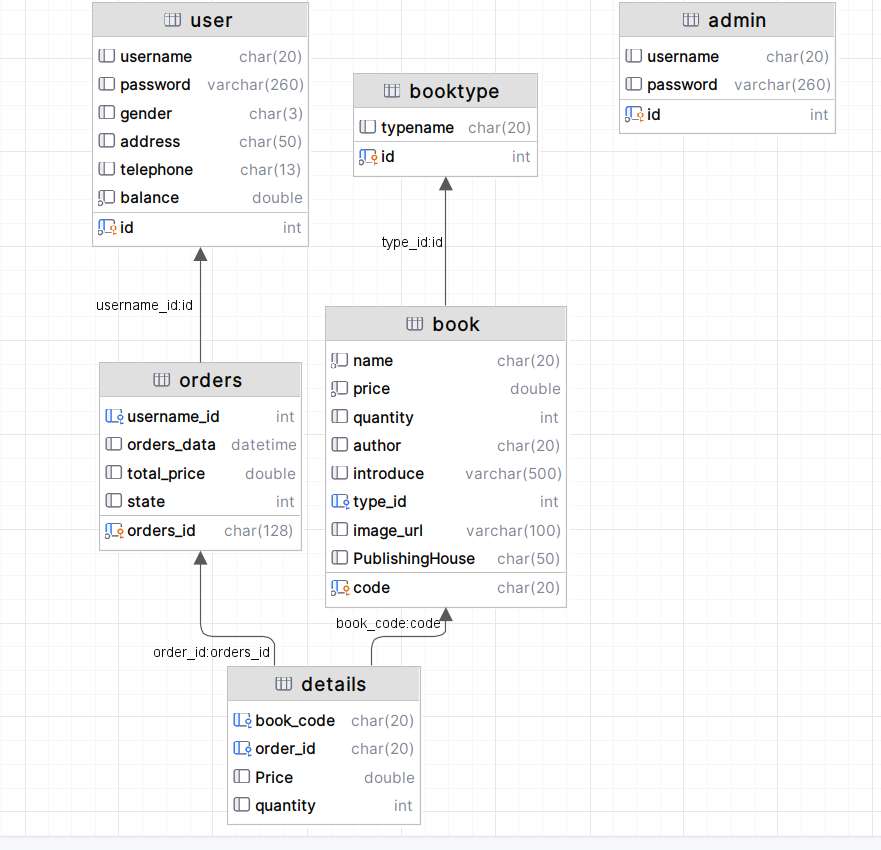 user
username char(20)
password varchar(260)
gender char(3)
address char(50)
telephone char(13)
balance double
id int
admin
username char(20)
password varchar(260)
id int
booktype
typename char(20)
id int
type_id:id
username_id:id
book
name char(20)
price double
quantity int
author char(20)
introduce varchar(500)
type_id int
image_url varchar(100)
PublishingHouse char(50)
code char(20)
orders
username_id int
orders_data datetime
total_price double
state int
orders_id char(128)
book_code:code
order_id:orders_id
details
book_code char(20)
order_id char(20)
Price double
quantity int